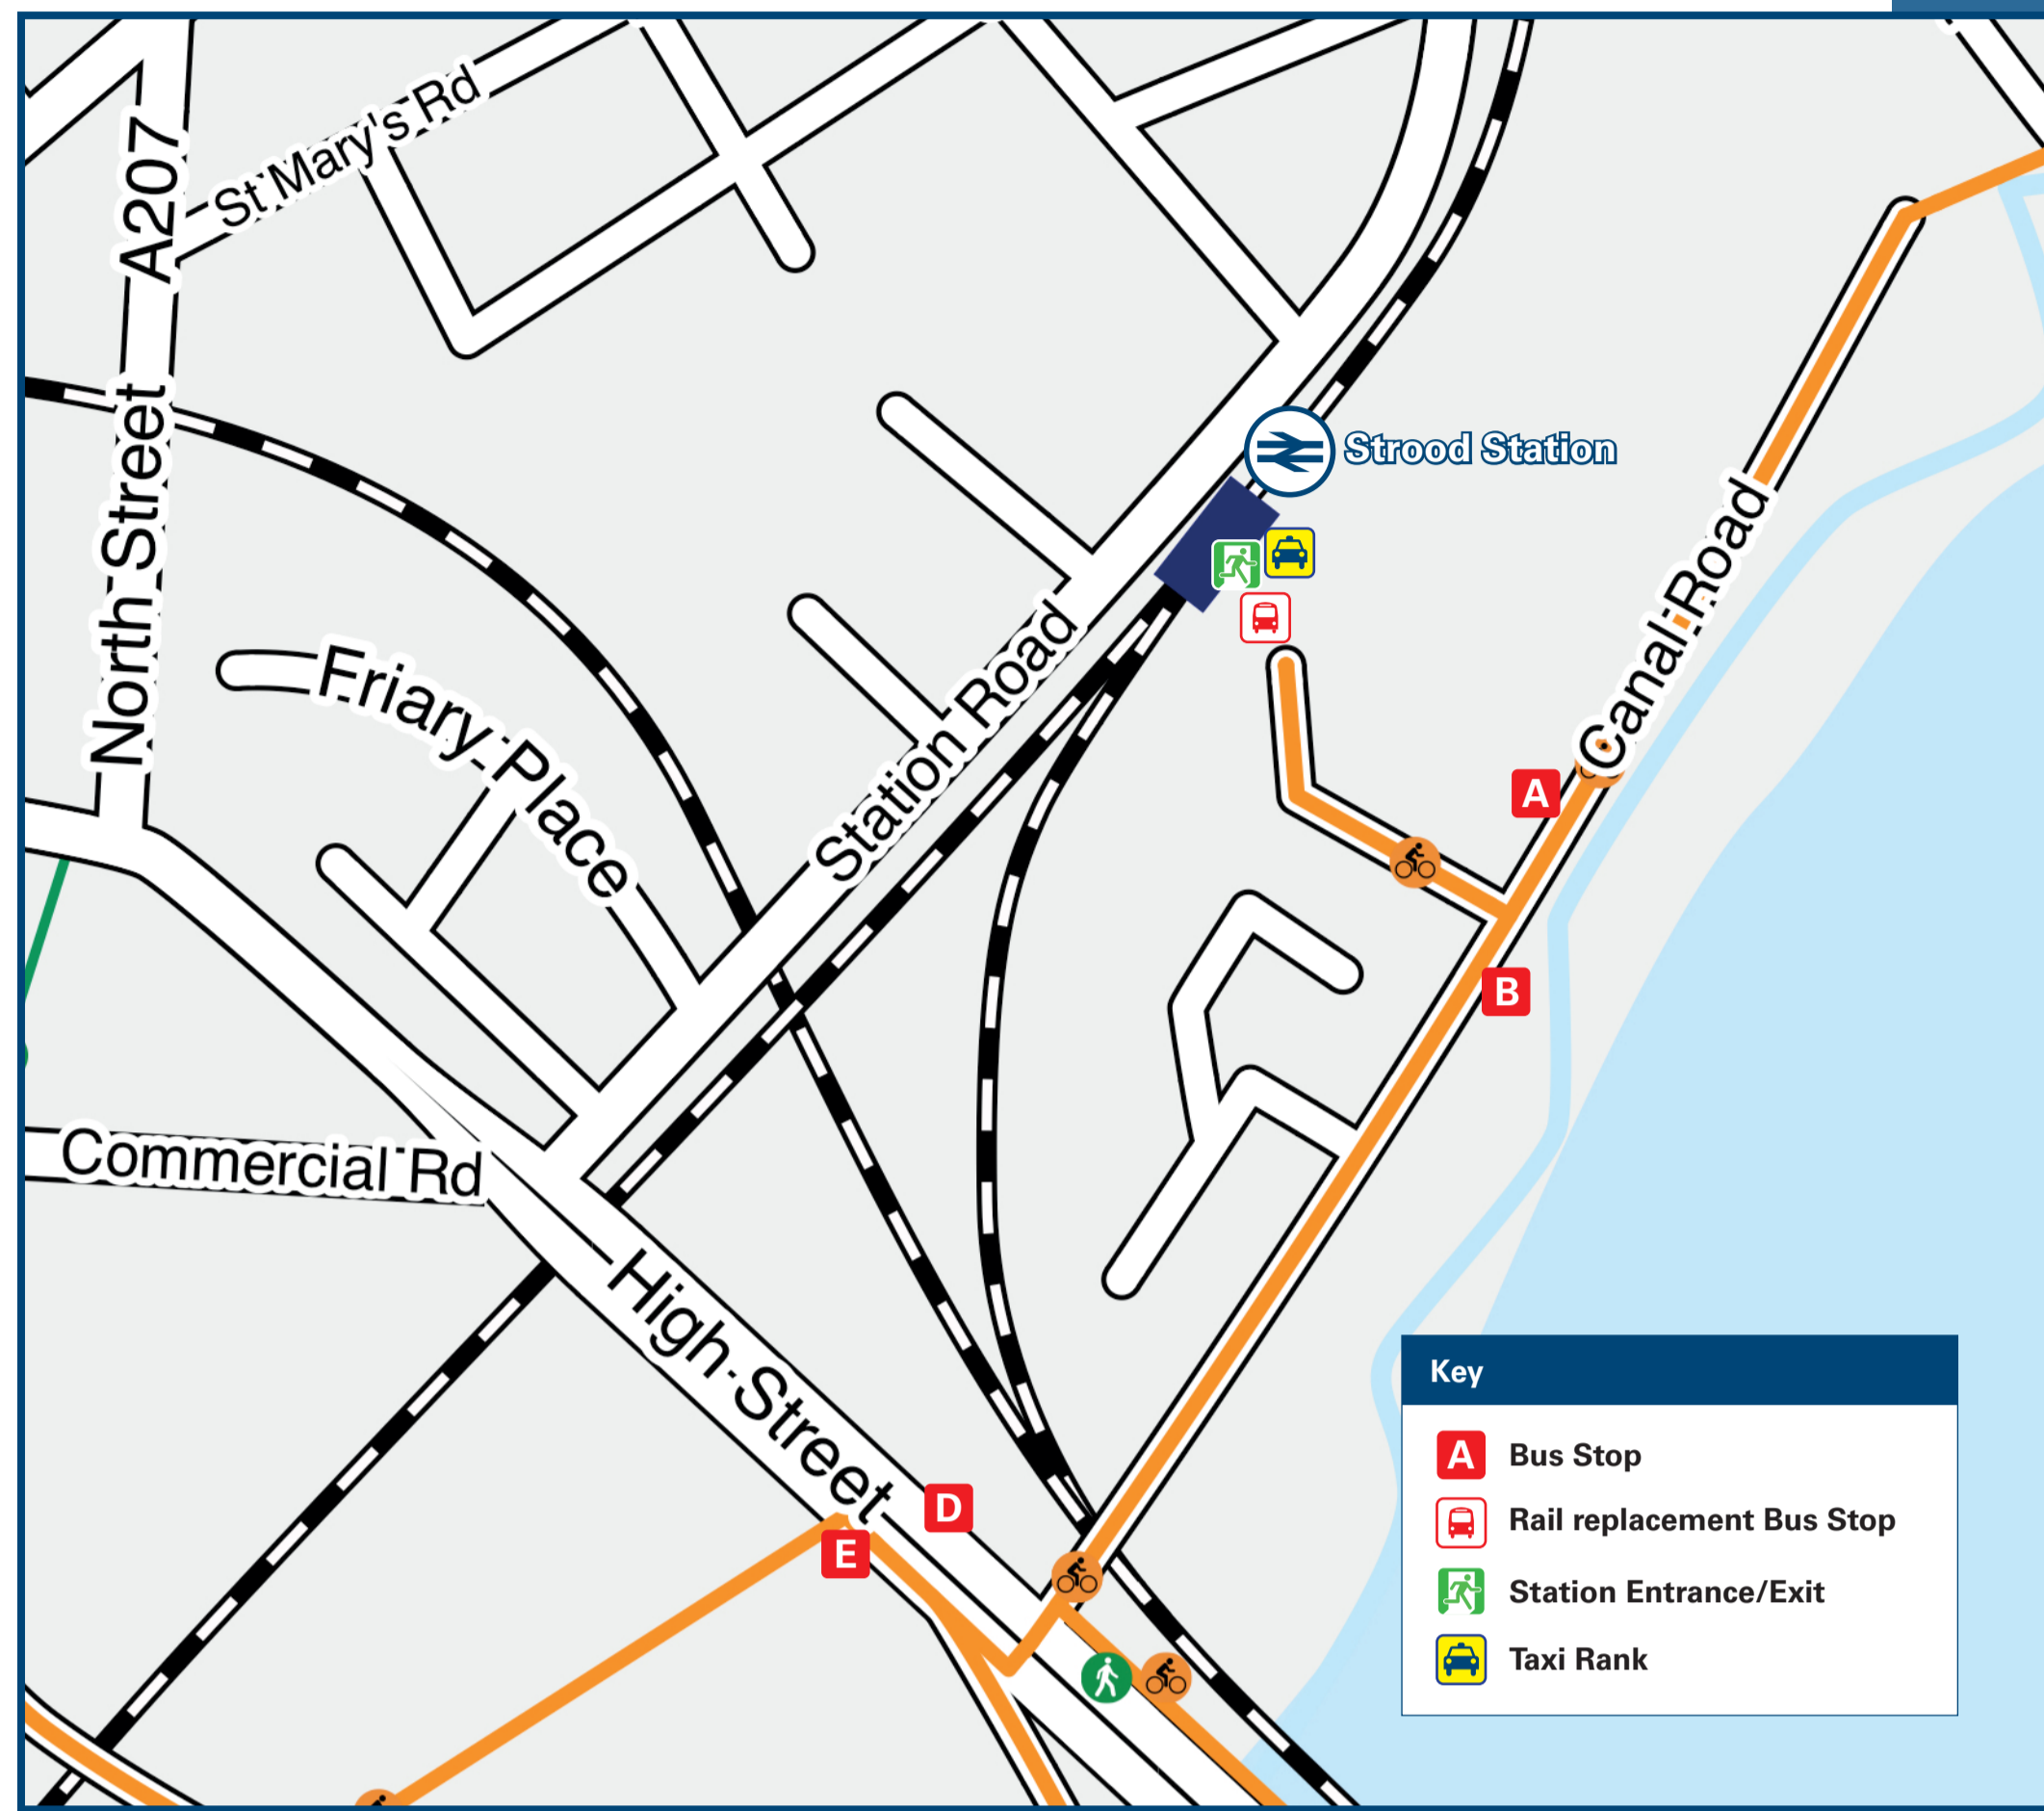 St Mary's Rd
A207
North Street
Strood Station
Friary Place
Station Road
Canal Road
A
B
Commercial Rd
High Street
D
E
Key
A Bus Stop
Rail replacement Bus Stop
Station Entrance/Exit
Taxi Rank